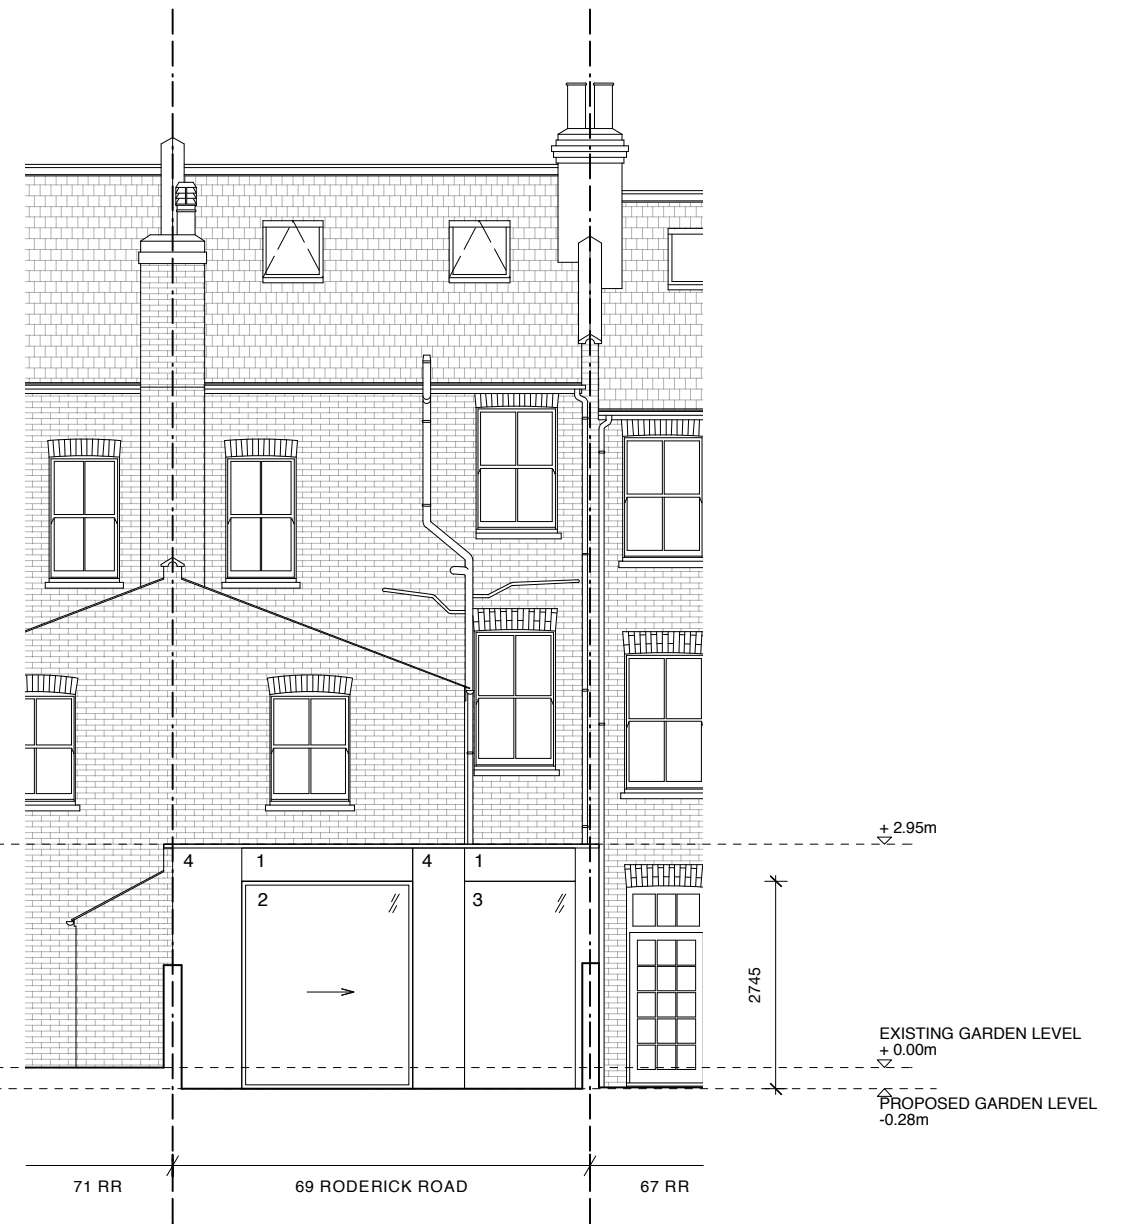 + 2.95m
4
1
4
1
2
3
2745
EXISTING GARDEN LEVEL
+ 0.00m
PROPOSED GARDEN LEVEL
-0.28m
71 RR
69 RODERICK ROAD
67 RR